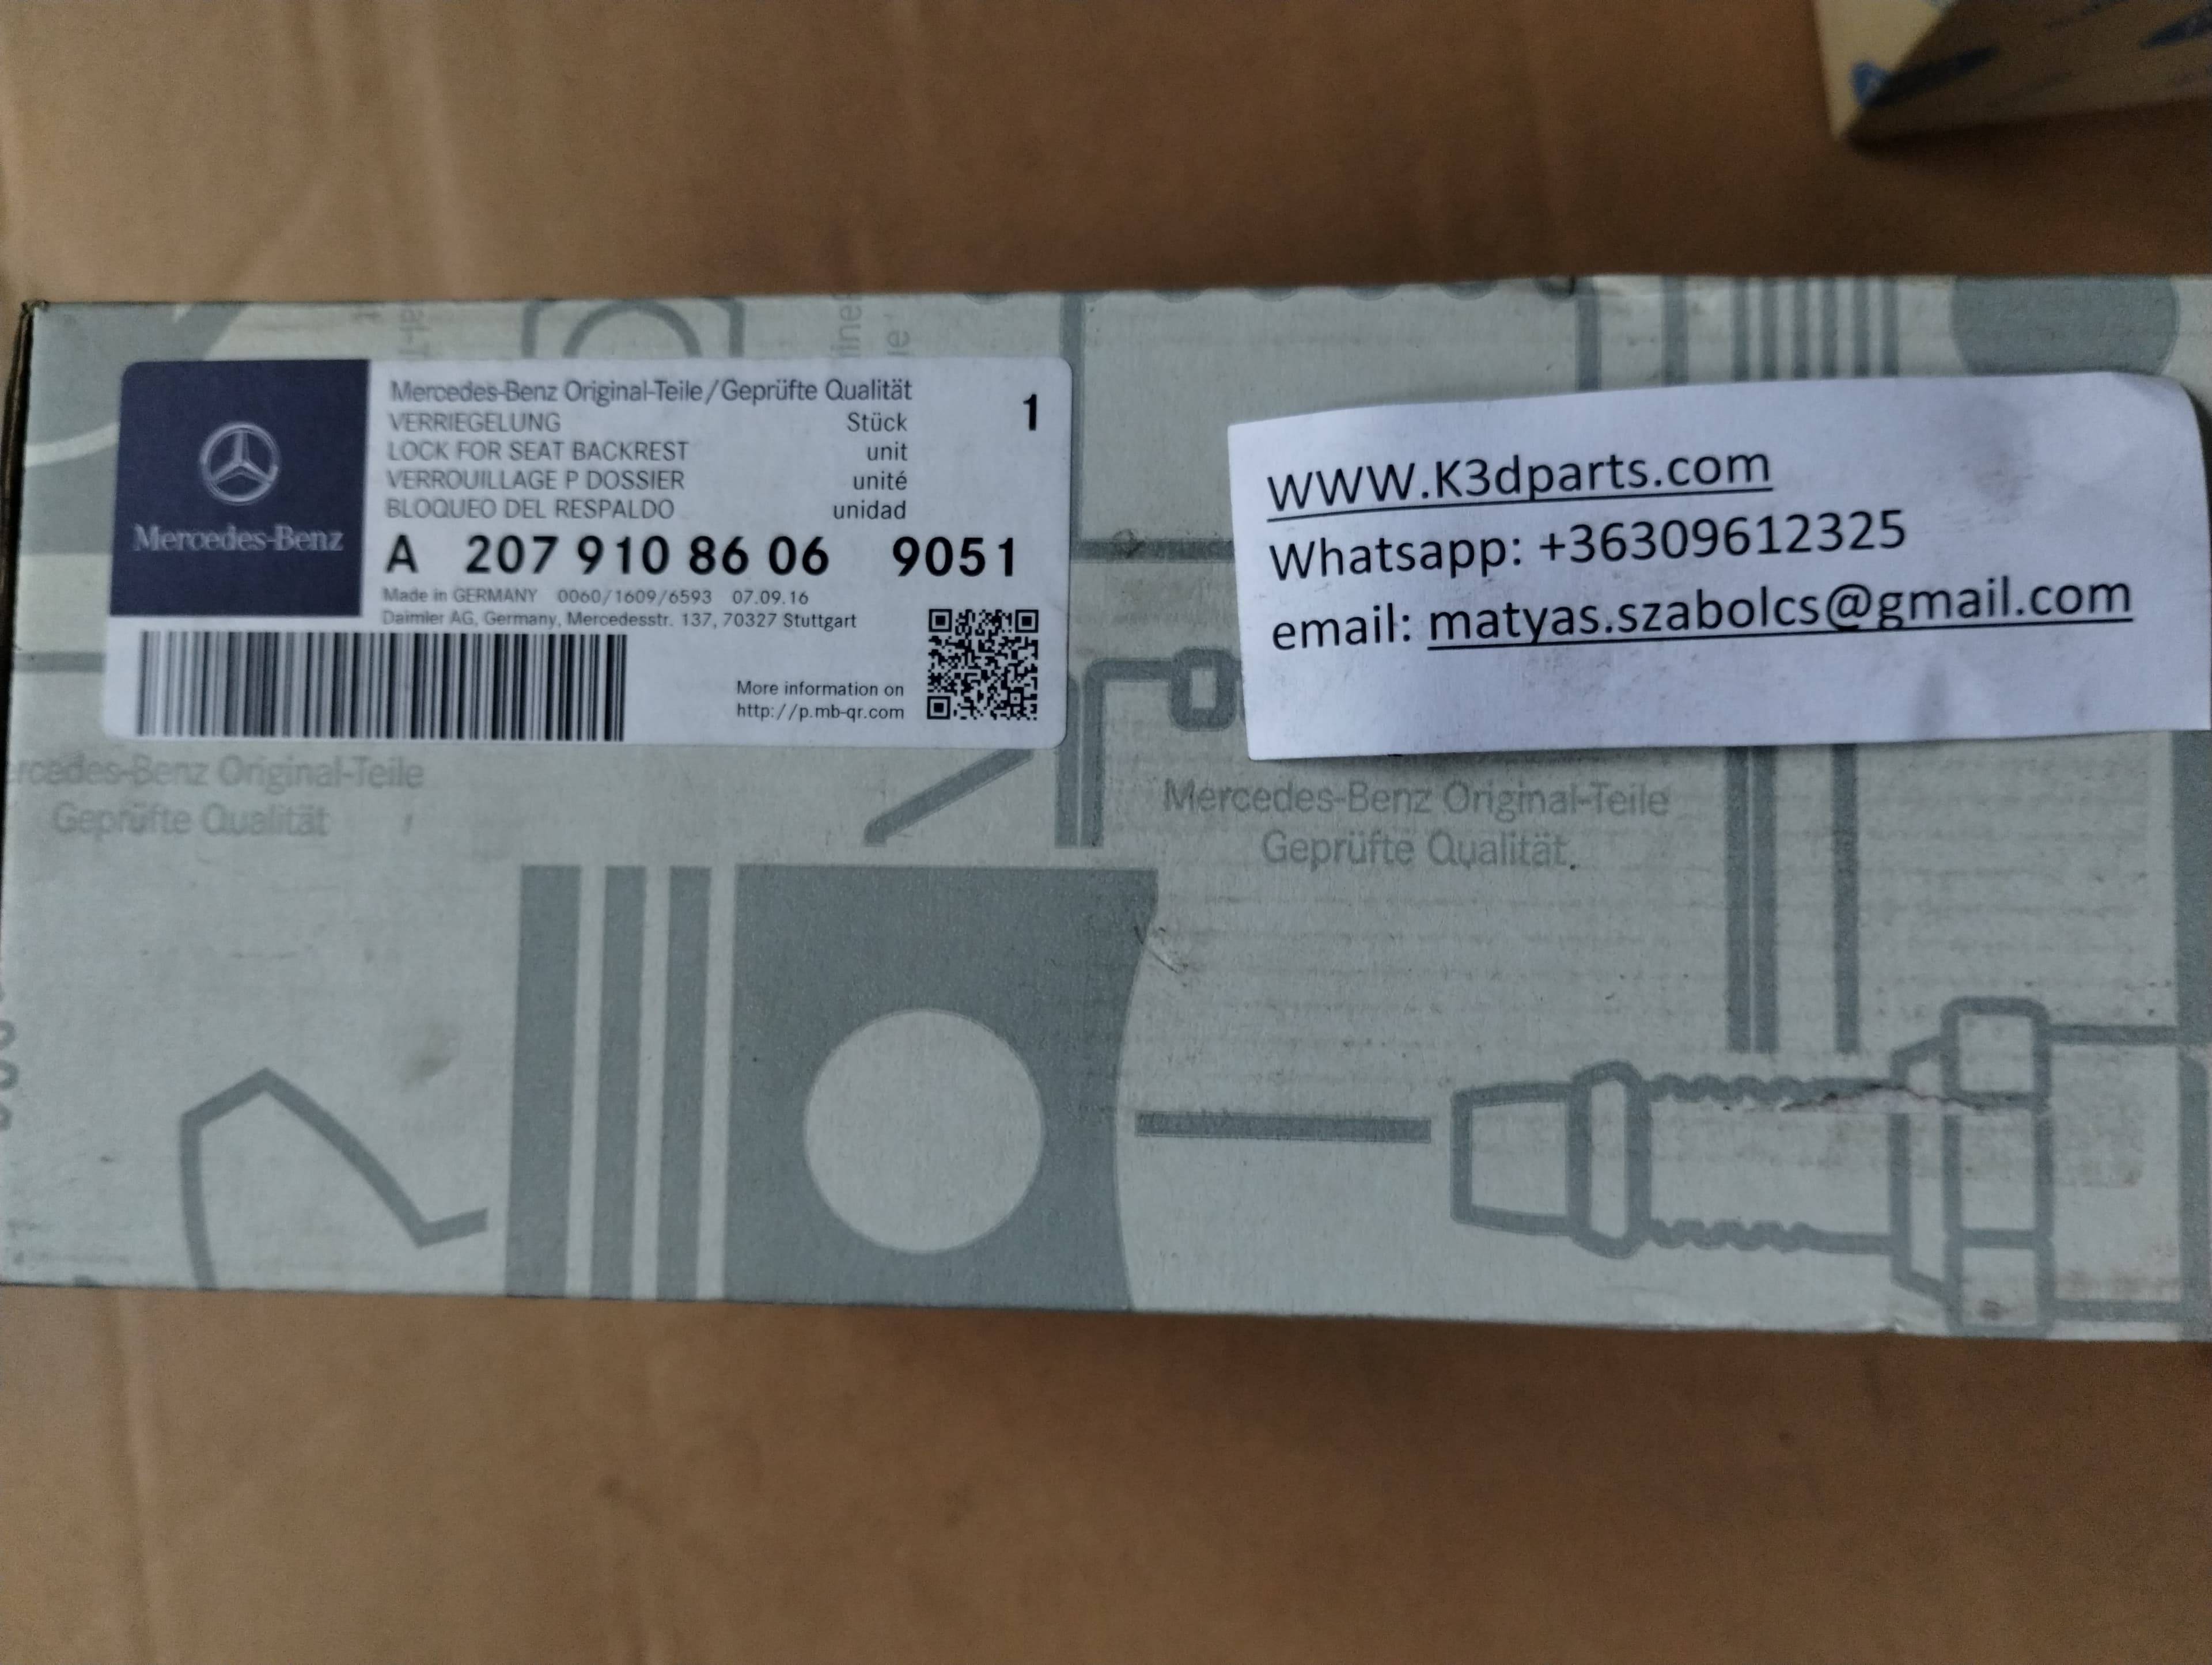 Mercedes-Benz Original-Teile/Geprüfte Qualität
1
VERRIEGELUNG Stück
LOCK FOR SEAT BACKREST unit
VERROUILLAGE P DOSSIER unité
BLOQUEO DEL RESPALDO unidad
Mercedes-Benz
A 207 910 86 06 9051
Made in GERMANY 0060/1609/6593 07.09.16
Daimler AG, Germany, Mercedesstr. 137, 70327 Stuttgart
More information on
http://p.mb-qr.com
WWW.K3dparts.com
Whatsapp: +36309612325
email: matyas.szabolcs@gmail.com
rcedes-Benz Original-Teile
Geprüfte Qualität
Mercedes-Benz Original-Teile
Geprüfte Qualität.